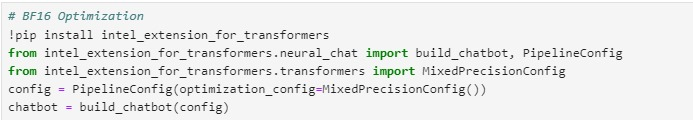 # BF16 Optimization
!pip install intel_extension_for_transformers
from intel_extension_for_transformers.neural_chat import build_chatbot, PipelineConfig
from intel_extension_for_transformers.transformers import MixedPrecisionConfig
config = PipelineConfig(optimization_config=MixedPrecisionConfig())
chatbot = build_chatbot(config)